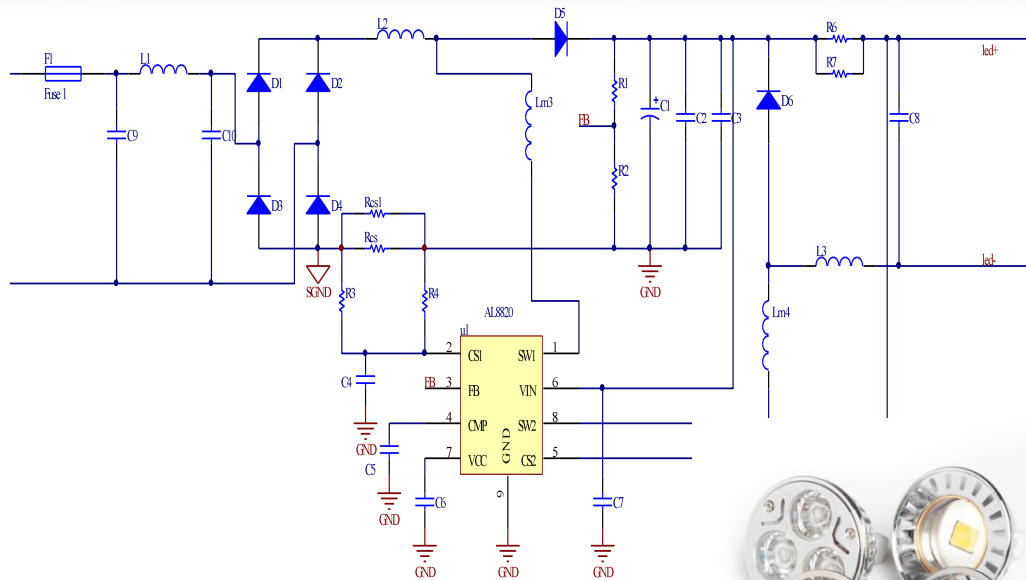 D5
L2
R6
led+
F1
L1
R7
Fuse 1
D1
D2
Lm3
R1
C1
D6
FB
C2
C3
C8
C9
C10
R2
Rcs1
D3
D4
Rcs
L3
led-
SGND
GND
R3
R4
AL8820
Lm4
u1
2
CS1
SW1
1
C4
FB
3
FB
VIN
6
4
CMP
SW2
8
GND
GND
7
VCC
CS2
5
C5
9
C6
C7
GND
GND
GND
GND